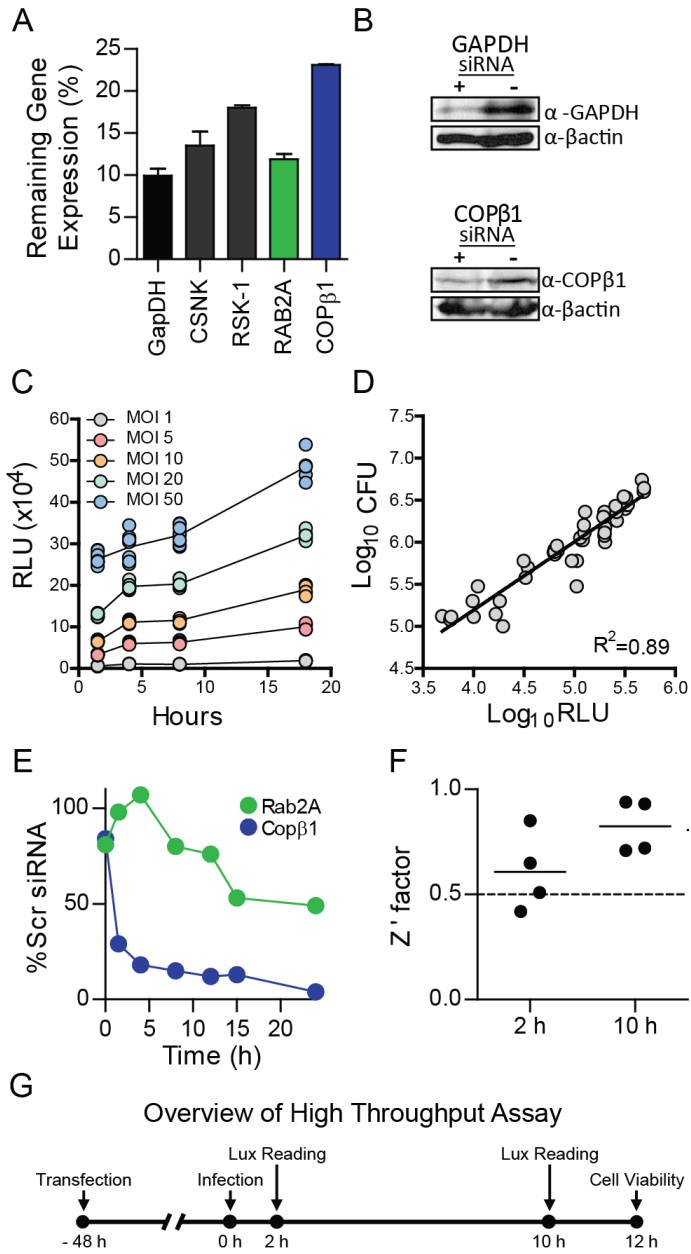 A
Remaining Gene
Expression (%)
25
20
15
10
5
0
GapDH
CSNK
RSK-1
RAB2A
COPβ1
B
GAPDH
siRNA
+ -
α -GAPDH
α-βactin
COPβ1
siRNA
+ -
α-COPβ1
α-βactin
C
RLU (x10⁴)
60
50
40
30
20
10
0
MOI 1
MOI 5
MOI 10
MOI 20
MOI 50
0 5 10 15 20
Hours
D
Log₁₀ CFU
7.5
7.0
6.5
6.0
5.5
5.0
4.5
R²=0.89
3.5 4.0 4.5 5.0 5.5 6.0
Log₁₀RLU
E
%Scr siRNA
100
50
0
Rab2A
Copβ1
0 5 10 15 20
Time (h)
F
Z' factor
1.0
0.5
0.0
2 h
10 h
G
Overview of High Throughput Assay
Transfection
Infection
Lux Reading
Lux Reading
Cell Viability
- 48 h
0 h
2 h
10 h
12 h